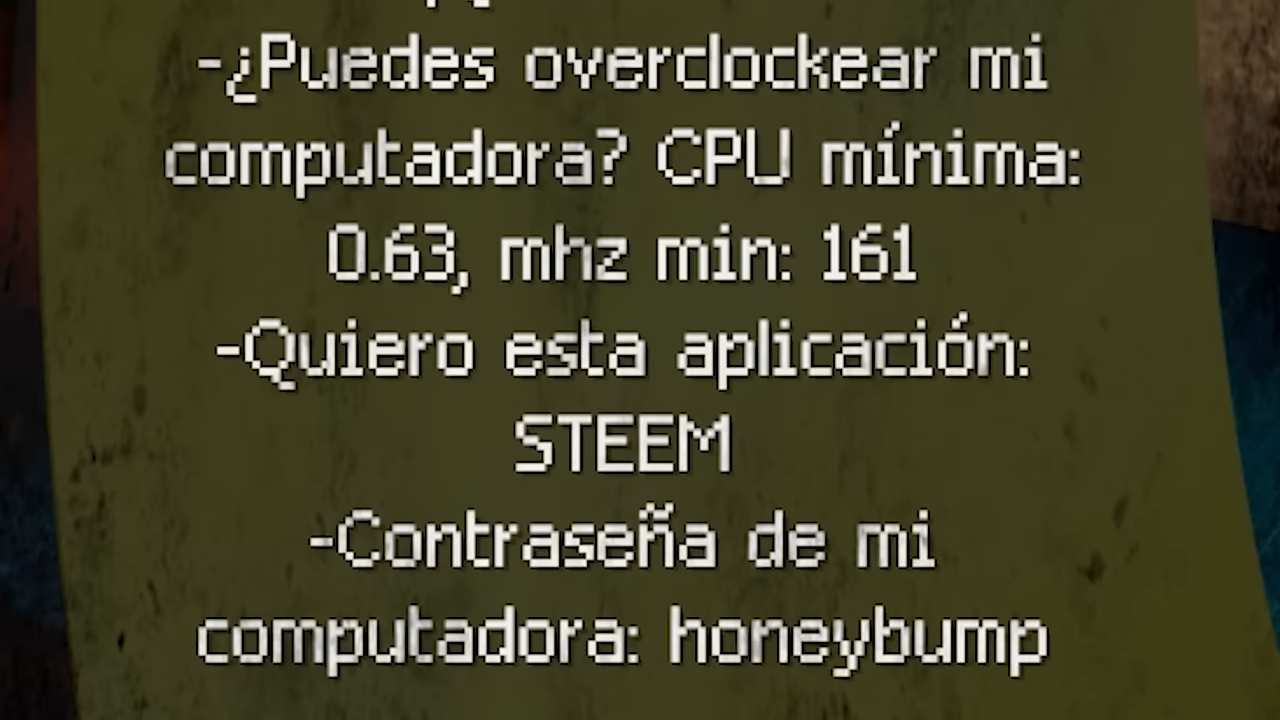 -¿Puedes overclockear mi
computadora? CPU mínima:
0.63, mhz min: 161
-Quiero esta aplicación:
STEEM
-Contraseña de mi
computadora: honeybump